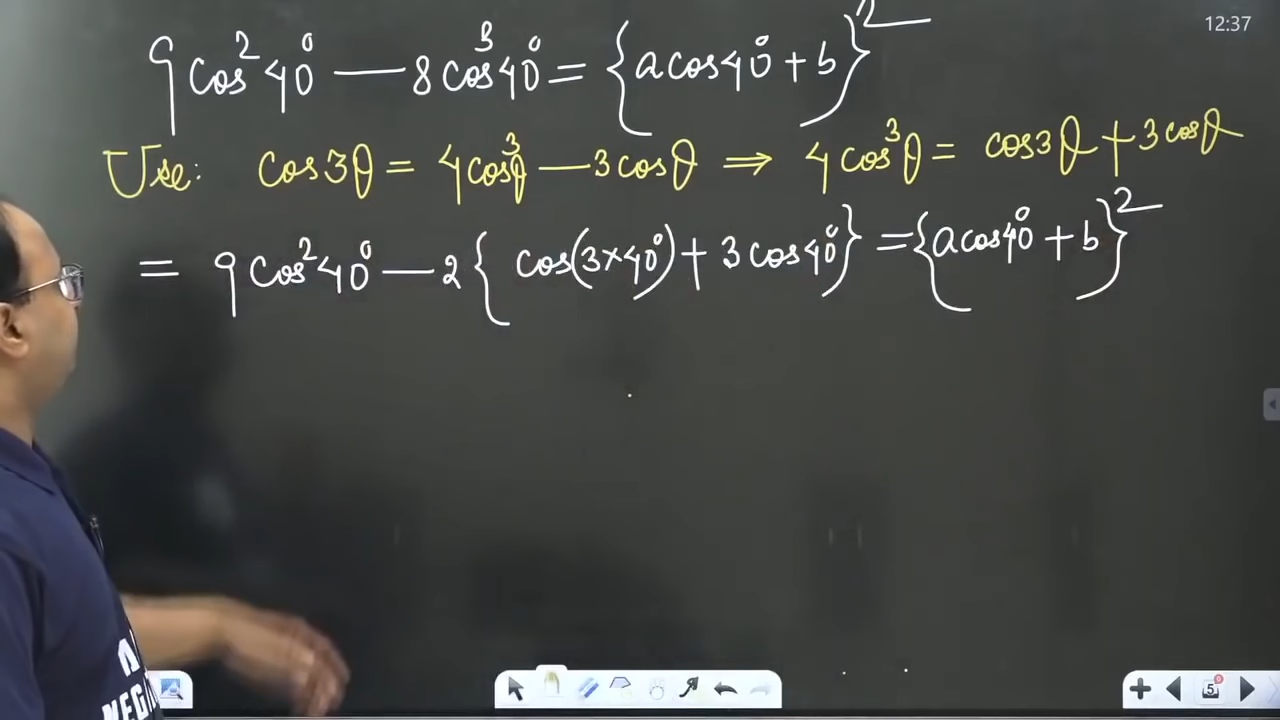 12:37
9cos²40° — 8cos³40° = {acos40° + b}²
Use: cos3θ = 4cos³θ — 3cosθ ⇒ 4cos³θ = cos3θ + 3cosθ
= 9cos²40° — 2{cos(3×40°) + 3cos40°} = {acos40° + b}²
5